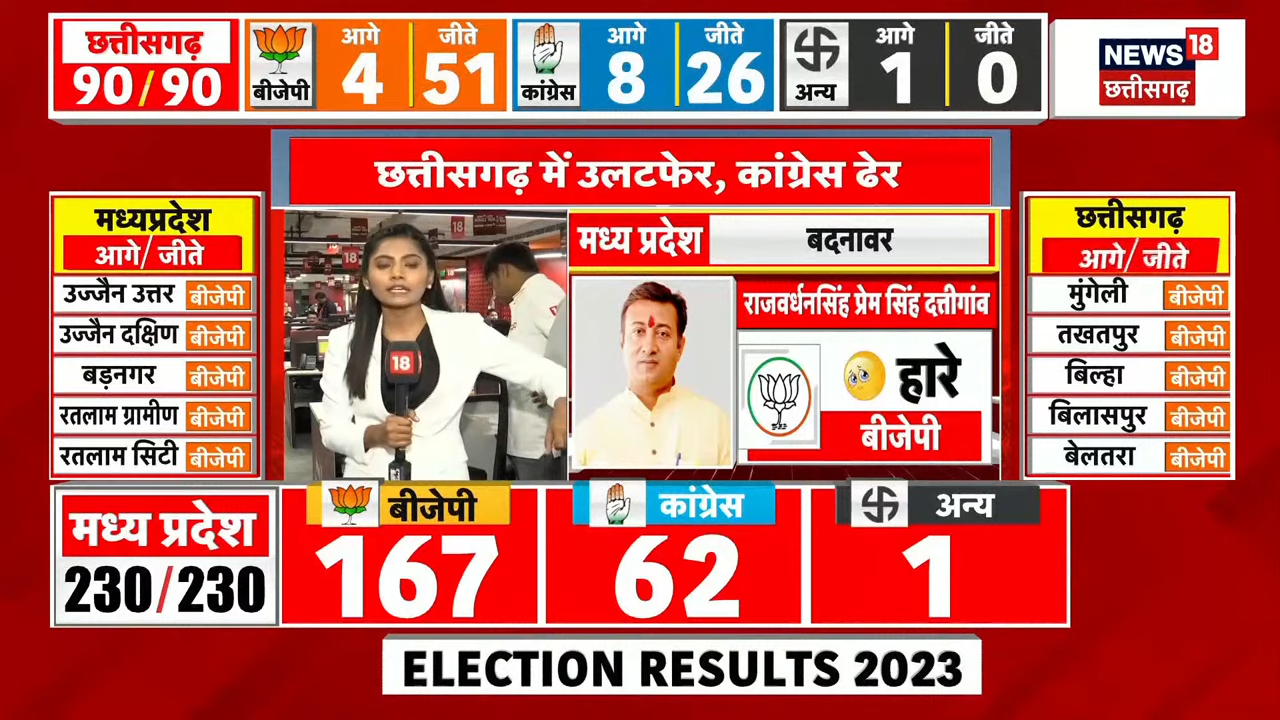 छत्तीसगढ़
90/90
बीजेपी
आगे
4
जीते
51
कांग्रेस
आगे
8
जीते
26
अन्य
आगे
1
जीते
0
NEWS 18
छत्तीसगढ़
छत्तीसगढ़ में उलटफेर, कांग्रेस ढेर
मध्यप्रदेश
आगे/ जीते
उज्जैन उत्तर बीजेपी
उज्जैन दक्षिण बीजेपी
बड़नगर बीजेपी
रतलाम ग्रामीण बीजेपी
रतलाम सिटी बीजेपी
18
18
18
मध्य प्रदेश बदनावर
राजवर्धनसिंह प्रेम सिंह दत्तीगांव
हारे
बीजेपी
छत्तीसगढ़
आगे/ जीते
मुंगेली बीजेपी
तखतपुर बीजेपी
बिल्हा बीजेपी
बिलासपुर बीजेपी
बेलतरा बीजेपी
मध्य प्रदेश
230/230
बीजेपी
167
कांग्रेस
62
अन्य
1
ELECTION RESULTS 2023